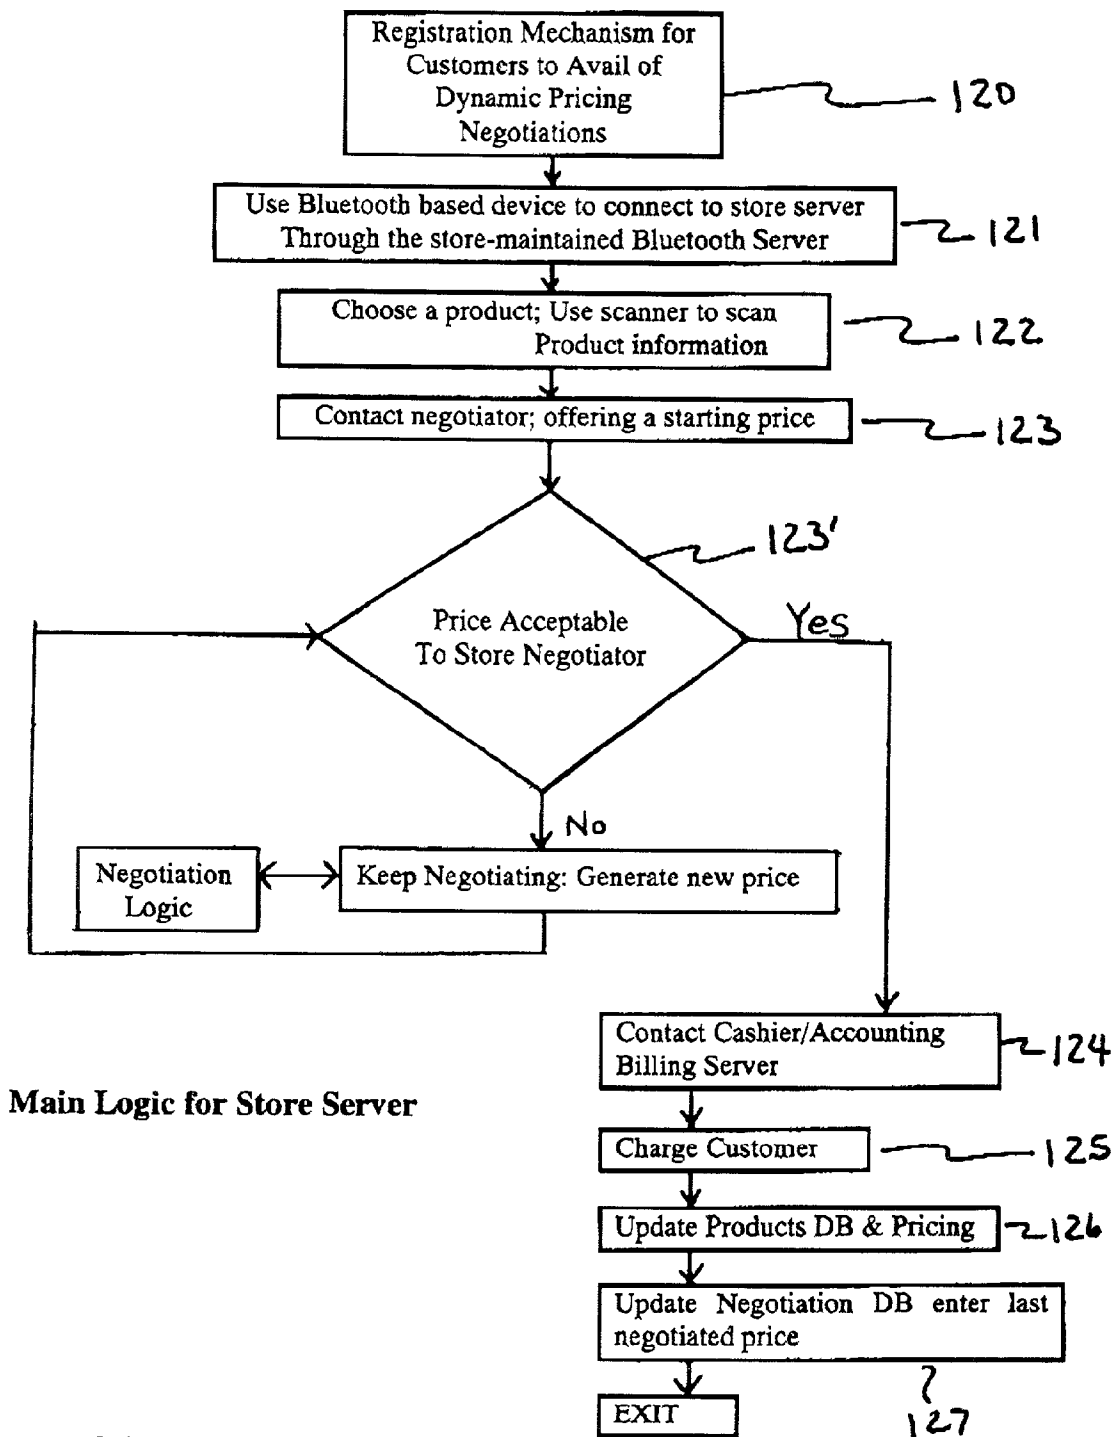 Registration Mechanism for
Customers to Avail of
Dynamic Pricing
Negotiations
120
Use Bluetooth based device to connect to store server
Through the store-maintained Bluetooth Server
121
Choose a product; Use scanner to scan
Product information
122
Contact negotiator; offering a starting price
123
123'
Price Acceptable
To Store Negotiator
Yes
No
Negotiation
Logic
Keep Negotiating: Generate new price
Contact Cashier/Accounting
Billing Server
124
Main Logic for Store Server
Charge Customer
125
Update Products DB & Pricing
126
Update Negotiation DB enter last
negotiated price
127
EXIT